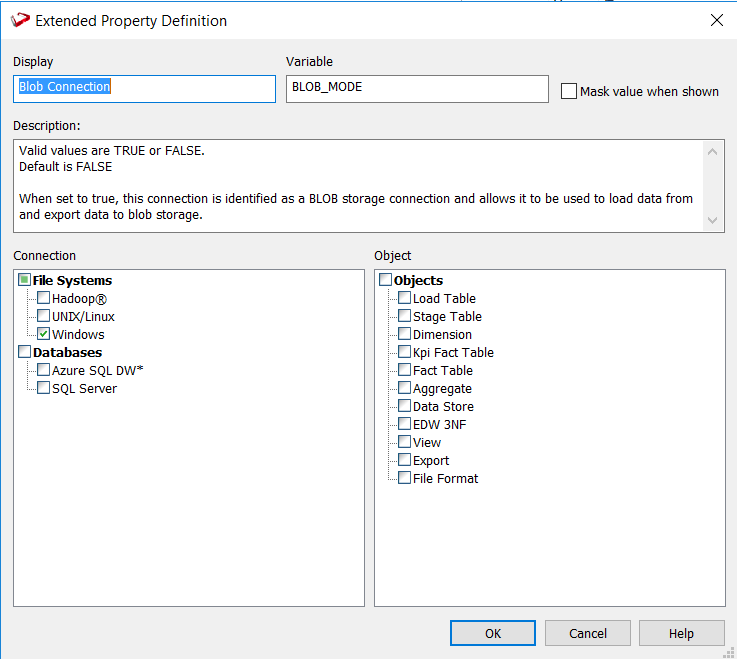 Extended Property Definition
Display
Variable
Blob Connection
BLOB_MODE
Mask value when shown
Description:
Valid values are TRUE or FALSE.
Default is FALSE
When set to true, this connection is identified as a BLOB storage connection and allows it to be used to load data from
and export data to blob storage.
Connection
File Systems
Hadoop®
UNIX/Linux
Windows
Databases
Azure SQL DW*
SQL Server
Object
Objects
Load Table
Stage Table
Dimension
Kpi Fact Table
Fact Table
Aggregate
Data Store
EDW 3NF
View
Export
File Format
OK
Cancel
Help